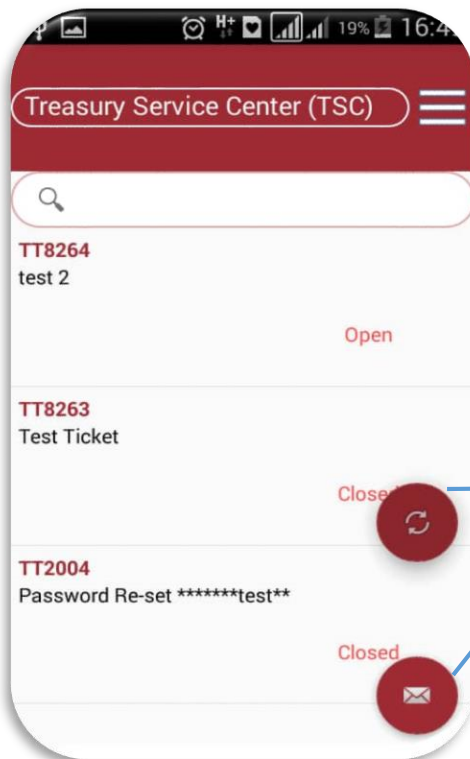 H+ 19% 16:4
Treasury Service Center (TSC)
TT8264
test 2
Open
TT8263
Test Ticket
Close
TT2004
Password Re-set *******test**
Closed